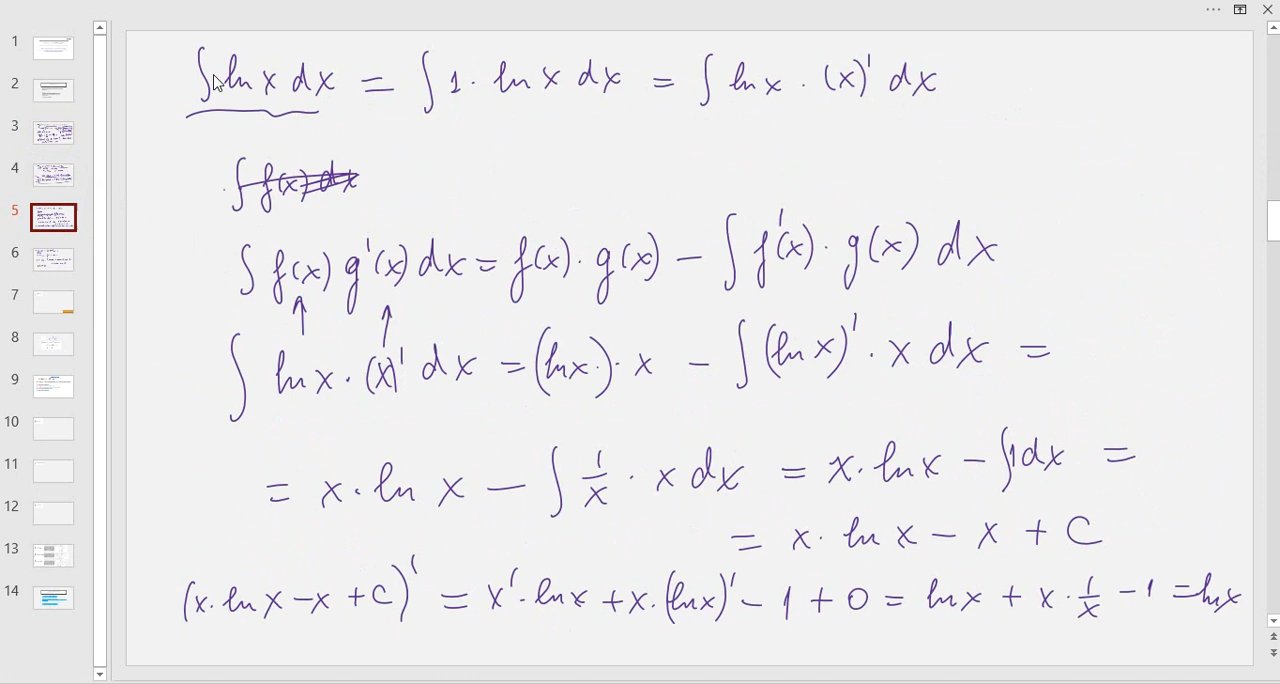 ∫ ln x dx = ∫ 1 · ln x dx = ∫ ln x · (x)' dx
∫ f(x) dx
∫ f(x) g'(x) dx = f(x) · g(x) − ∫ f'(x) · g(x) dx
∫ ln x · (x)' dx = (ln x) · x − ∫ (ln x)' · x dx =
= x · ln x − ∫ 1/x · x dx = x · ln x − ∫ 1 dx =
= x · ln x − x + C
(x · ln x − x + C)' = x' · ln x + x · (ln x)' − 1 + 0 = ln x + x · 1/x − 1 = ln x
1
2
3
4
5
6
7
8
9
10
11
12
13
14